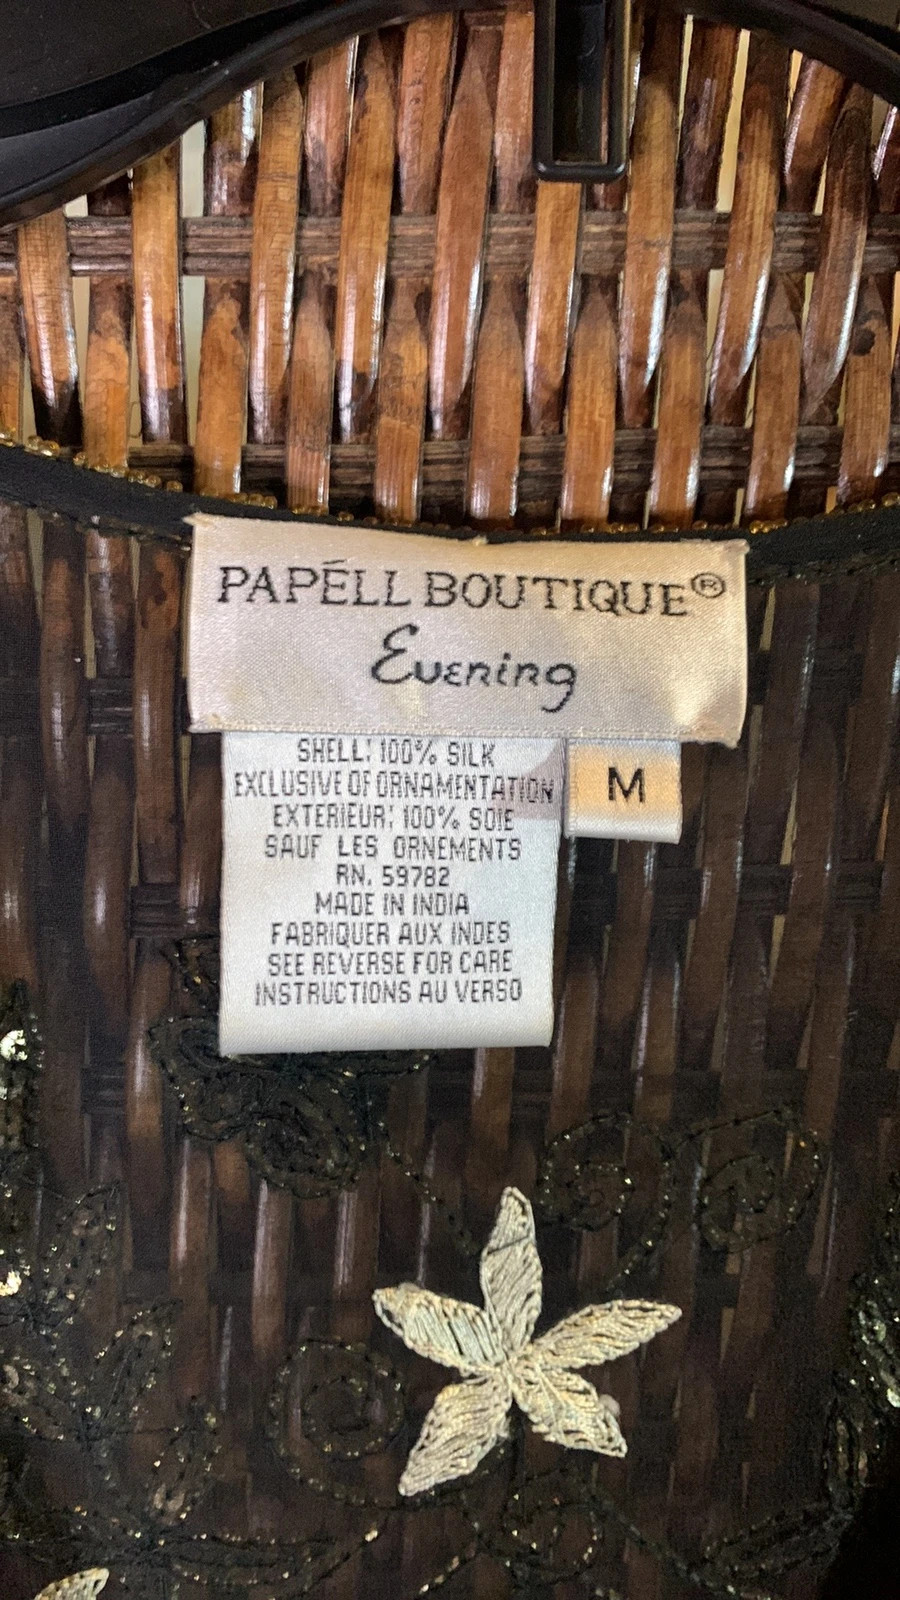 PAPÉLL BOUTIQUE®
Evening
SHELL: 100% SILK
EXCLUSIVE OF ORNAMENTATION
EXTERIEUR: 100% SOIE
SAUF LES ORNEMENTS
RN. 59782
MADE IN INDIA
FABRIQUER AUX INDES
SEE REVERSE FOR CARE
INSTRUCTIONS AU VERSO
M